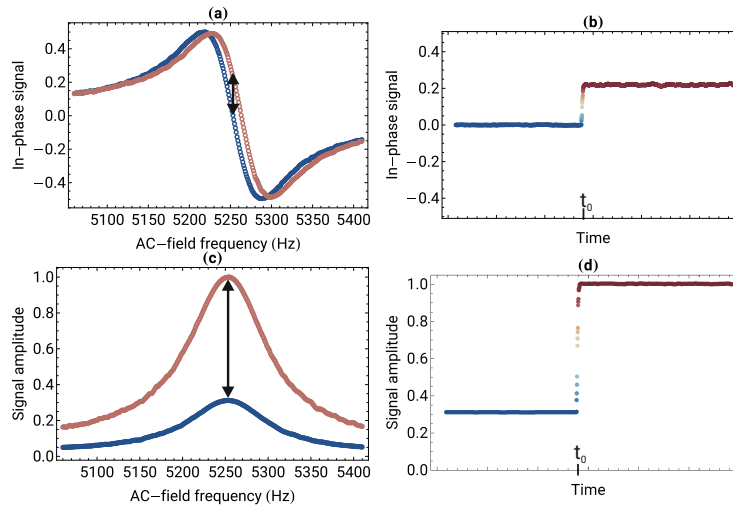 (a)
In−phase signal
0.4
0.2
0.0
−0.2
−0.4
5100 5150 5200 5250 5300 5350 5400
AC−field frequency (Hz)
(b)
In−phase signal
0.4
0.2
0.0
−0.2
−0.4
t0
Time
(c)
Signal amplitude
1.0
0.8
0.6
0.4
0.2
0.0
5100 5150 5200 5250 5300 5350 5400
AC−field frequency (Hz)
(d)
Signal amplitude
1.0
0.8
0.6
0.4
0.2
0.0
t0
Time